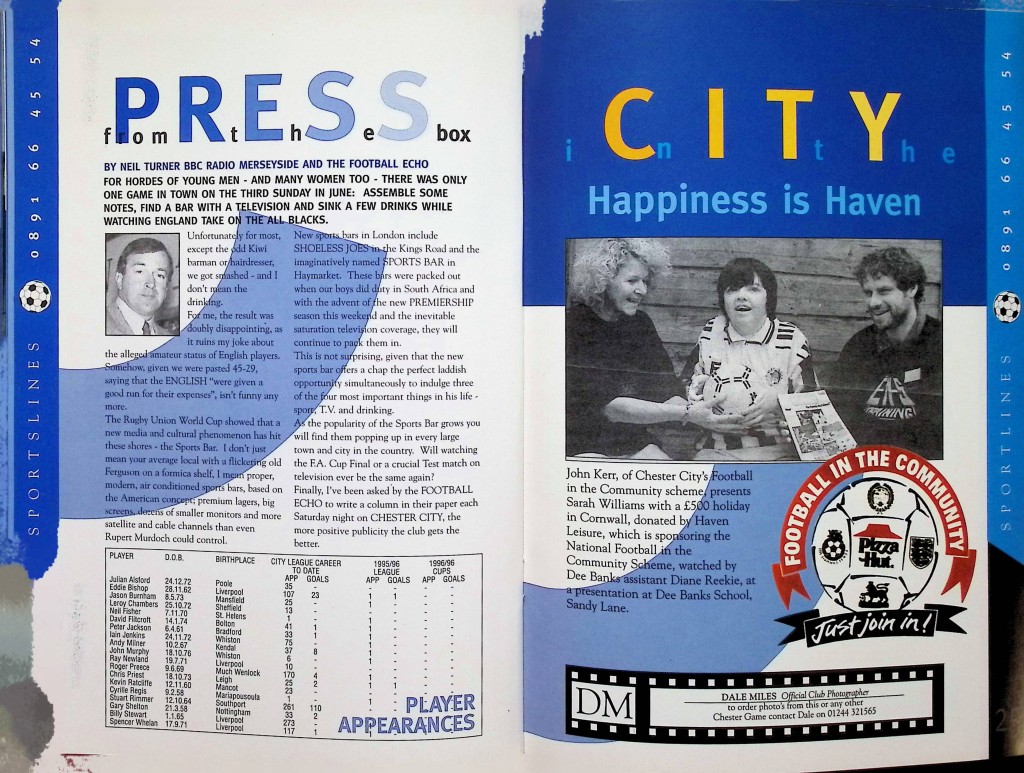 SPORTSLINES 0891 66 45 54
PRESS
from the box
BY NEIL TURNER BBC RADIO MERSEYSIDE AND THE FOOTBALL ECHO
FOR HORDES OF YOUNG MEN - AND MANY WOMEN TOO - THERE WAS ONLY
ONE GAME IN TOWN ON THE THIRD SUNDAY IN JUNE: ASSEMBLE SOME
NOTES, FIND A BAR WITH A TELEVISION AND SINK A FEW DRINKS WHILE
WATCHING ENGLAND TAKE ON THE ALL BLACKS.
Unfortunately for most,
except the odd Kiwi
barman or hairdresser,
we got smashed - and I
don't mean the
drinking.
For me, the result was
doubly disappointing, as
it ruins my joke about
the alleged amateur status of English players.
Somehow, given we were pasted 45-29,
saying that the ENGLISH "were given a
good run for their expenses", isn't funny any
more.
The Rugby Union World Cup showed that a
new media and cultural phenomenon has hit
these shores - the Sports Bar. I don't just
mean your average local with a flickering old
Ferguson on a formica shelf, I mean proper,
modern, air conditioned sports bars, based on
the American concept; premium lagers, big
screens, dozens of smaller monitors and more
satellite and cable channels than even
Rupert Murdoch could control.
New sports bars in London include
SHOELESS JOES in the Kings Road and the
imaginatively named SPORTS BAR in
Haymarket. These bars were packed out
when our boys did duty in South Africa and
with the advent of the new PREMIERSHIP
season this weekend and the inevitable
saturation television coverage, they will
continue to pack them in.
This is not surprising, given that the new
sports bar offers a chap the perfect laddish
opportunity simultaneously to indulge three
of the four most important things in his life -
sport, T.V. and drinking.
As the popularity of the Sports Bar grows you
will find them popping up in every large
town and city in the country. Will watching
the F.A. Cup Final or a crucial Test match on
television ever be the same again?
Finally, I've been asked by the FOOTBALL
ECHO to write a column in their paper each
Saturday night on CHESTER CITY, the
more positive publicity the club gets the
better.
PLAYER D.O.B. BIRTHPLACE CITY LEAGUE CAREER 1995/96 1996/96
TO DATE LEAGUE CUPS
APP GOALS APP GOALS APP GOALS
Julian Alsford 24.12.72 Poole 35 -
Eddie Bishop 28.11.62 Liverpool 107 23
Jason Burnham 8.5.73 Mansfield 25 -
Leroy Chambers 25.10.72 Sheffield 13 -
Neil Fisher 7.11.70 St. Helens 1 -
David Flitcroft 14.1.74 Bolton 41 1
Peter Jackson 6.4.61 Bradford 33 1
Iain Jenkins 24.11.72 Whiston 75 -
Andy Milner 10.2.67 Kendal 37 8
John Murphy 18.10.76 Whiston 6 -
Ray Newland 19.7.71 Liverpool 10 -
Roger Preece 9.6.69 Much Wenlock 170 4
Chris Priest 18.10.73 Leigh 25 2
Kevin Ratcliffe 12.11.60 Mancot 23 -
Cyrille Regis 9.2.58 Mariapousoula 1 -
Stuart Rimmer 12.10.64 Southport 261 110
Gary Shelton 21.3.58 Nottingham 33 2
Billy Stewart 1.1.65 Liverpool 273 -
Spencer Whelan 17.9.71 Liverpool 117 1
PLAYER
APPEARANCES
CITY
in the
Happiness is Haven
TRAINING
John Kerr, of Chester City's Football
in the Community scheme, presents
Sarah Williams with a £500 holiday
in Cornwall, donated by Haven
Leisure, which is sponsoring the
National Football in the
Community Scheme, watched by
Dee Banks assistant Diane Reekie, at
a presentation at Dee Banks School,
Sandy Lane.
FOOTBALL IN THE COMMUNITY
Pizza
Hut.
Just join in!
DM
DALE MILES Official Club Photographer
to order photo's from this or any other
Chester Game contact Dale on 01244 321565
SPORTSLINES 0891 66 45 54